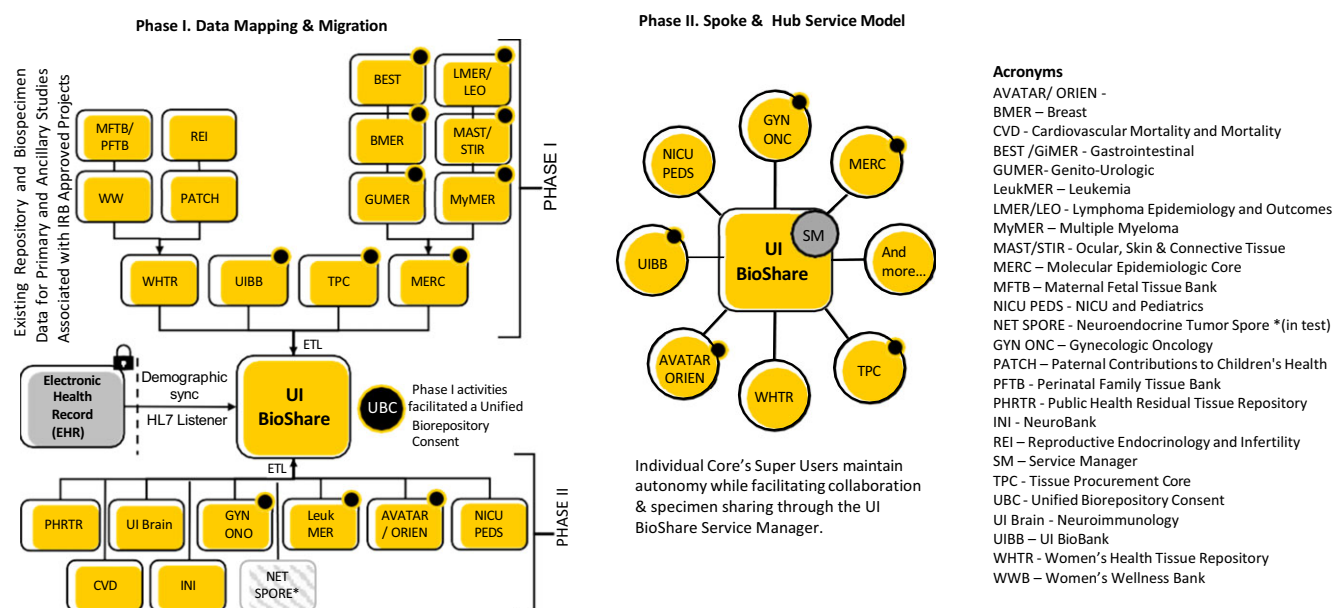 Phase I. Data Mapping & Migration
Existing Repository and Biospecimen
Data for Primary and Ancillary Studies
Associated with IRB Approved Projects
MFTB/
PFTB
REI
WW
PATCH
BEST
LMER/
LEO
BMER
MAST/
STIR
GUMER
MyMER
WHTR
UIBB
TPC
MERC
PHASE I
ETL
Electronic
Health
Record
(EHR)
Demographic
sync
HL7 Listener
UI
BioShare
UBC
Phase I activities
facilitated a Unified
Biorepository
Consent
ETL
PHRTR
UI Brain
GYN
ONO
Leuk
MER
AVATAR
/ ORIEN
NICU
PEDS
CVD
INI
NET
SPORE*
PHASE II
Phase II. Spoke & Hub Service Model
GYN
ONC
NICU
PEDS
MERC
SM
UI
BioShare
UIBB
And
more...
AVATAR
ORIEN
WHTR
TPC
Individual Core's Super Users maintain
autonomy while facilitating collaboration
& specimen sharing through the UI
BioShare Service Manager.
Acronyms
AVATAR/ ORIEN -
BMER – Breast
CVD - Cardiovascular Mortality and Mortality
BEST /GiMER - Gastrointestinal
GUMER- Genito-Urologic
LeukMER – Leukemia
LMER/LEO - Lymphoma Epidemiology and Outcomes
MyMER – Multiple Myeloma
MAST/STIR - Ocular, Skin & Connective Tissue
MERC – Molecular Epidemiologic Core
MFTB – Maternal Fetal Tissue Bank
NICU PEDS - NICU and Pediatrics
NET SPORE - Neuroendocrine Tumor Spore *(in test)
GYN ONC – Gynecologic Oncology
PATCH – Paternal Contributions to Children's Health
PFTB - Perinatal Family Tissue Bank
PHRTR - Public Health Residual Tissue Repository
INI - NeuroBank
REI – Reproductive Endocrinology and Infertility
SM – Service Manager
TPC - Tissue Procurement Core
UBC - Unified Biorepository Consent
UI Brain - Neuroimmunology
UIBB – UI BioBank
WHTR - Women's Health Tissue Repository
WWB – Women's Wellness Bank